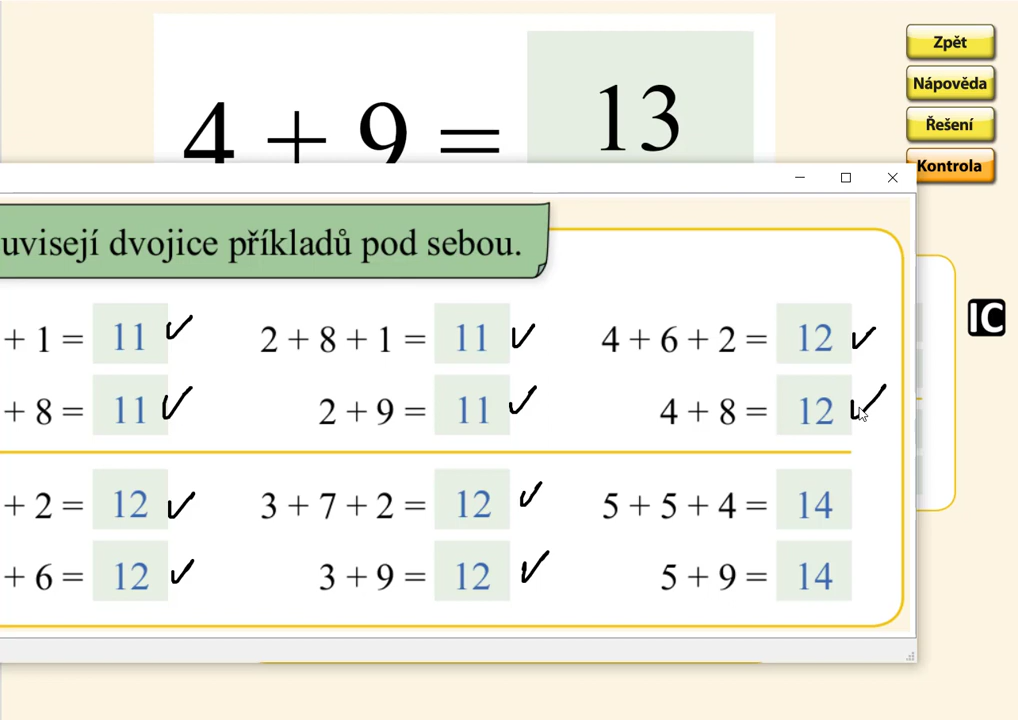 4 + 9 = 13
Zpět
Nápověda
Řešení
Kontrola
uvisejí dvojice příkladů pod sebou.
+ 1 = 11 2 + 8 + 1 = 11 4 + 6 + 2 = 12
+ 8 = 11 2 + 9 = 11 4 + 8 = 12
+ 2 = 12 3 + 7 + 2 = 12 5 + 5 + 4 = 14
+ 6 = 12 3 + 9 = 12 5 + 9 = 14
IC